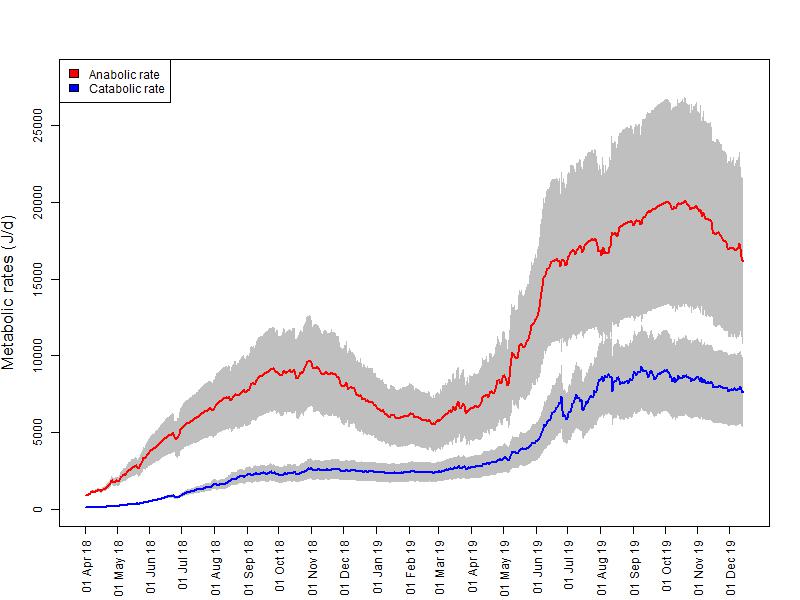 Anabolic rate
Catabolic rate
Metabolic rates (J/d)
25000
20000
15000
10000
5000
0
01 Apr 18
01 May 18
01 Jun 18
01 Jul 18
01 Aug 18
01 Sep 18
01 Oct 18
01 Nov 18
01 Dec 18
01 Jan 19
01 Feb 19
01 Mar 19
01 Apr 19
01 May 19
01 Jun 19
01 Jul 19
01 Aug 19
01 Sep 19
01 Oct 19
01 Nov 19
01 Dec 19